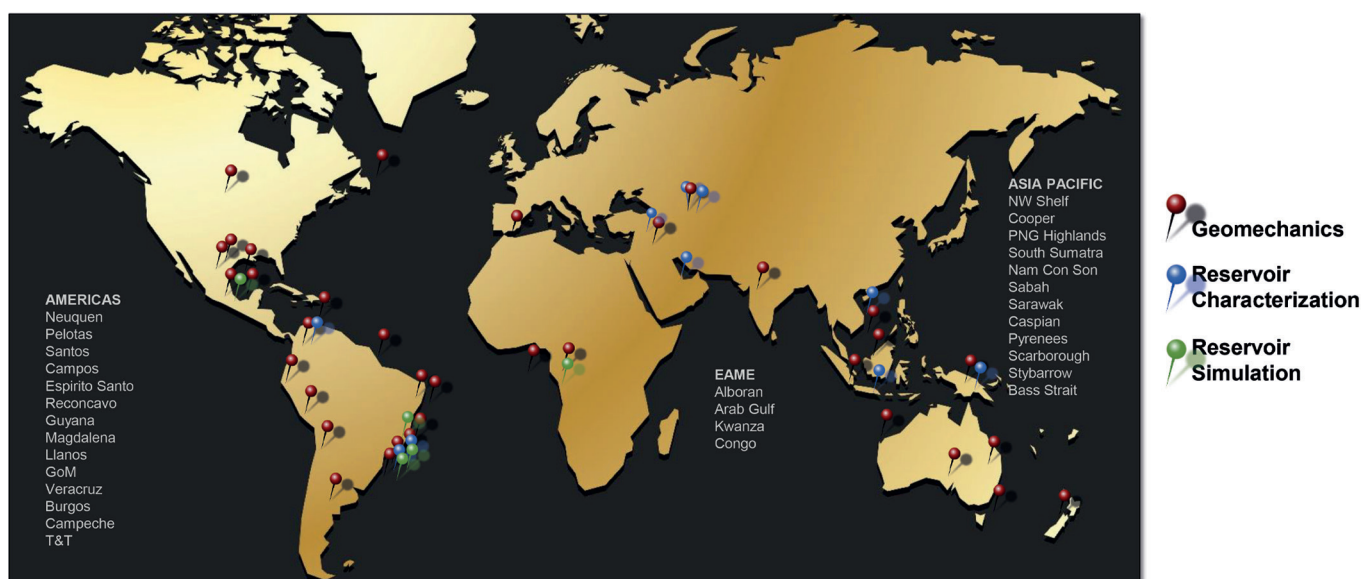 AMERICAS
Neuquen
Pelotas
Santos
Campos
Espirito Santo
Reconcavo
Guyana
Magdalena
Llanos
GoM
Veracruz
Burgos
Campeche
T&T
EAME
Alboran
Arab Gulf
Kwanza
Congo
ASIA PACIFIC
NW Shelf
Cooper
PNG Highlands
South Sumatra
Nam Con Son
Sabah
Sarawak
Caspian
Pyrenees
Scarborough
Stybarrow
Bass Strait
Geomechanics
Reservoir
Characterization
Reservoir
Simulation